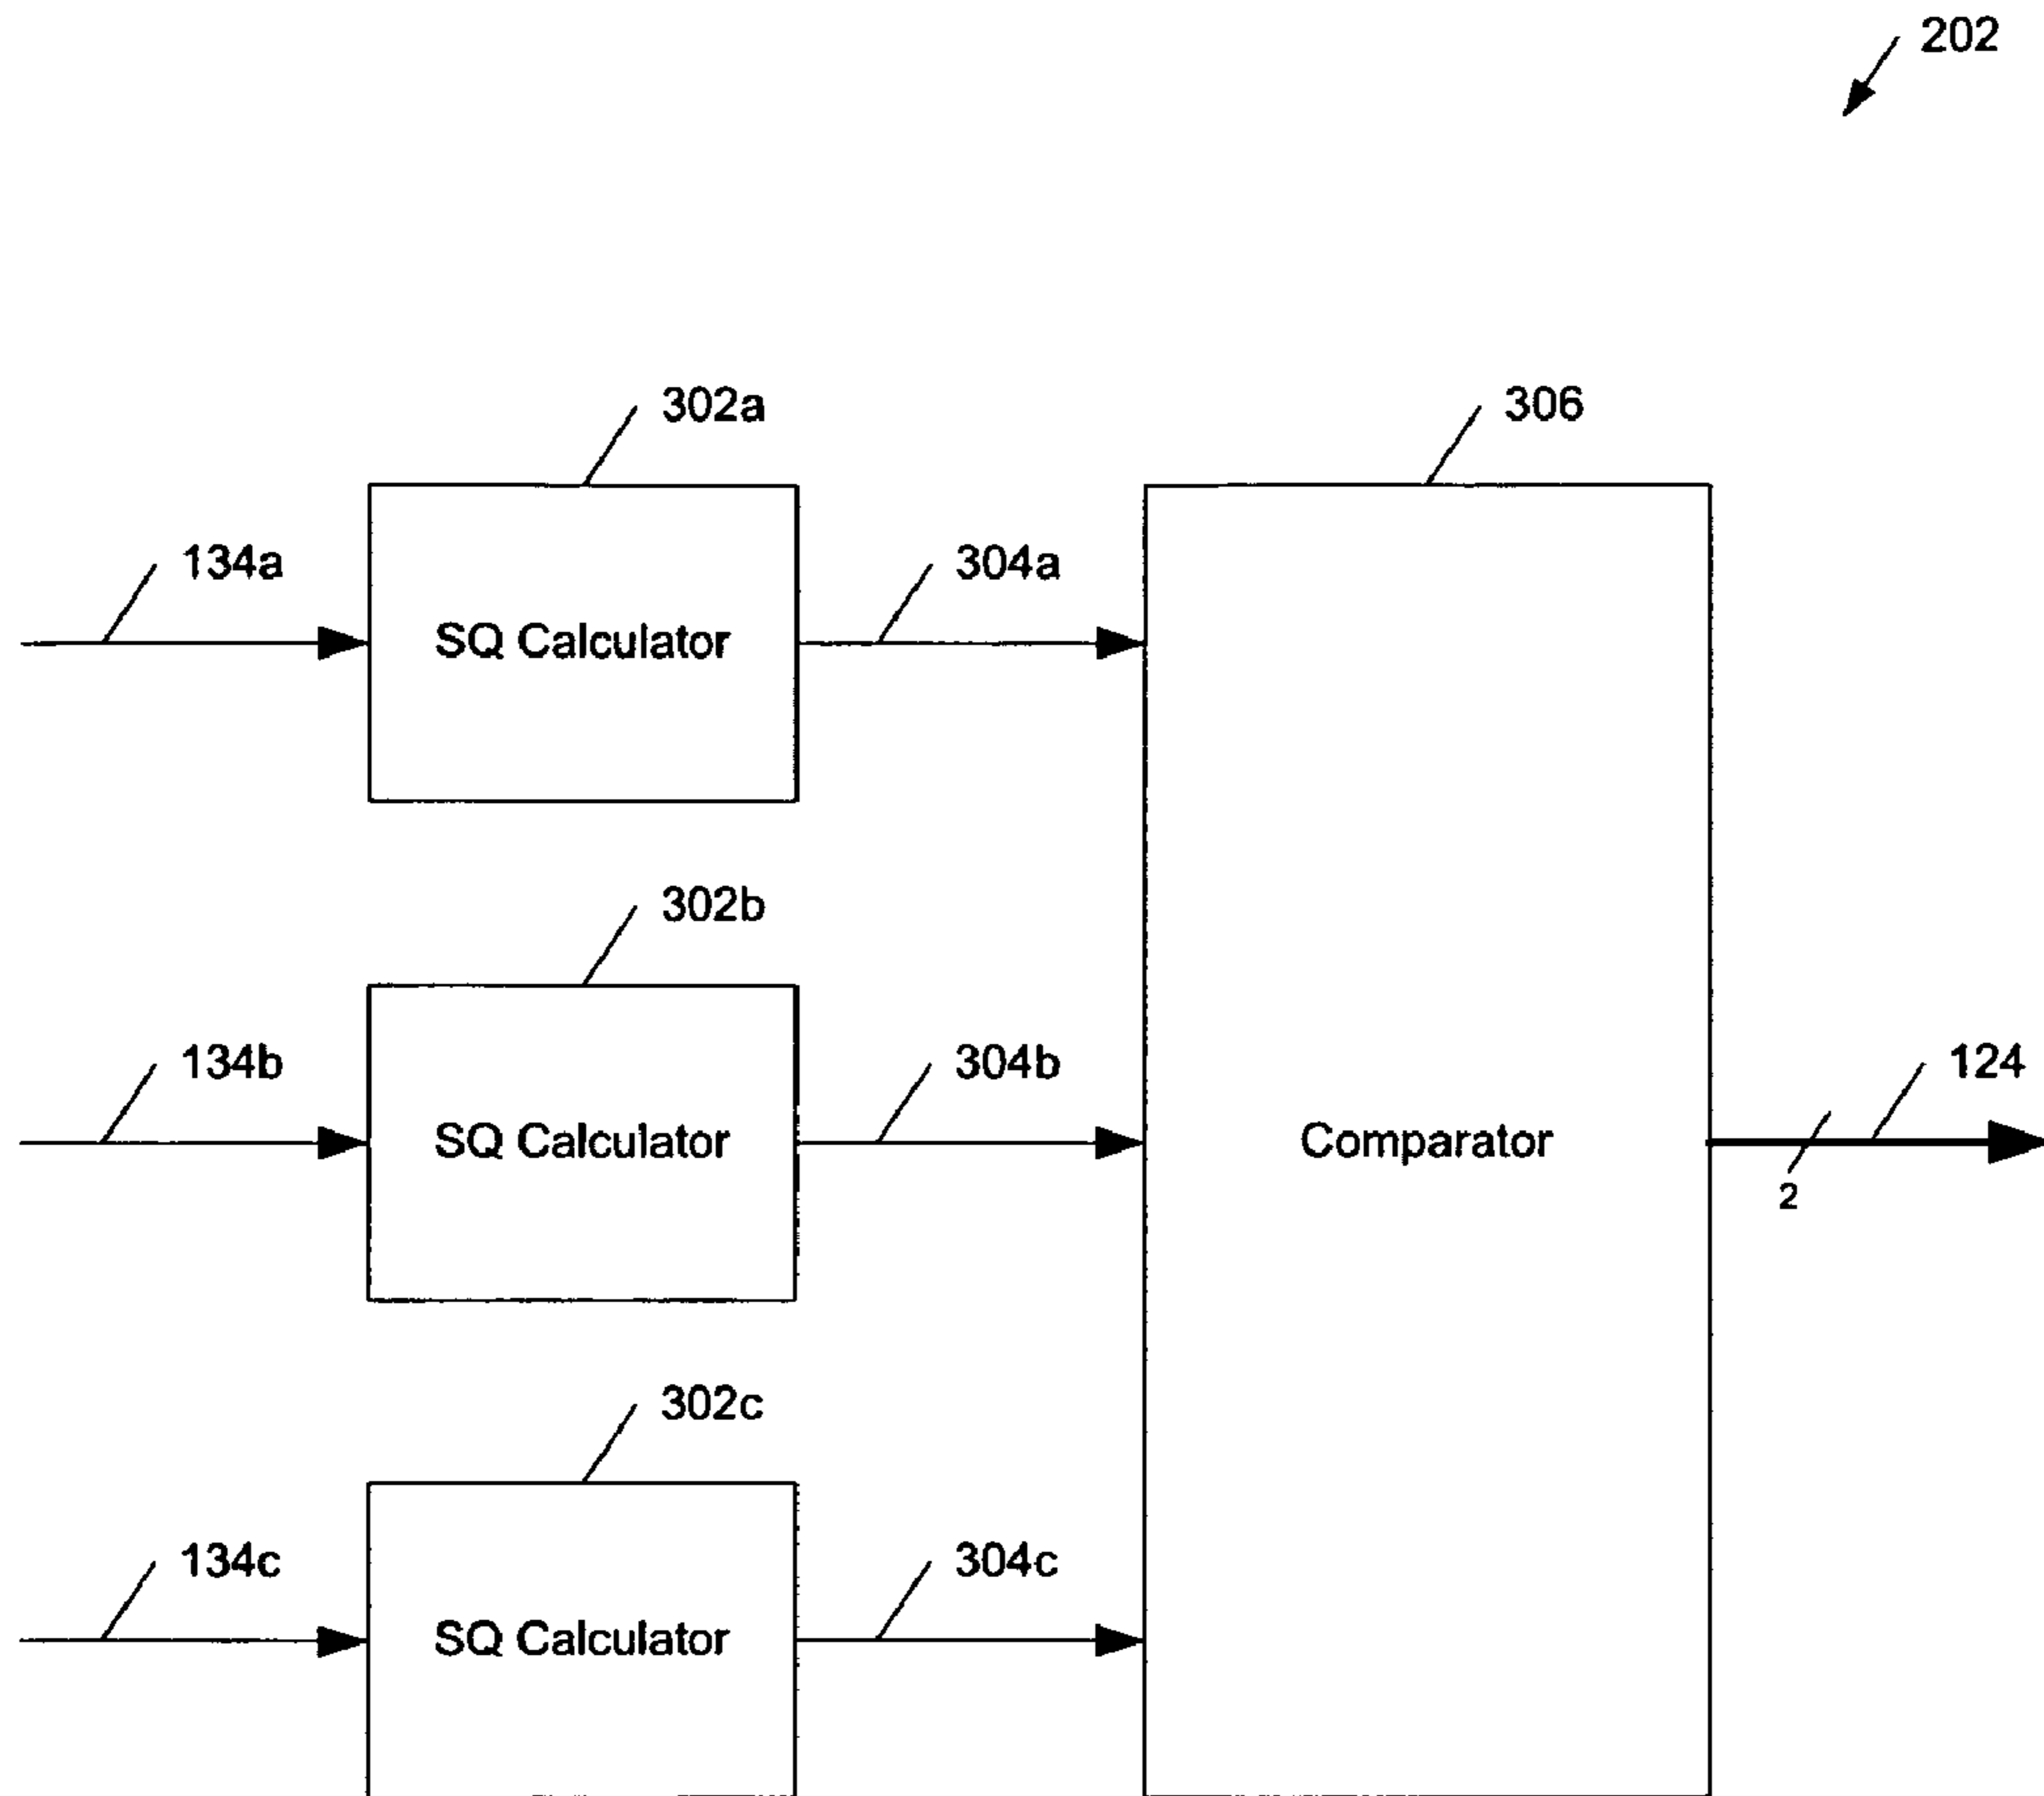 202
302a
306
134a
304a
SQ Calculator
302b
134b
304b
124
SQ Calculator
Comparator
2
302c
134c
304c
SQ Calculator